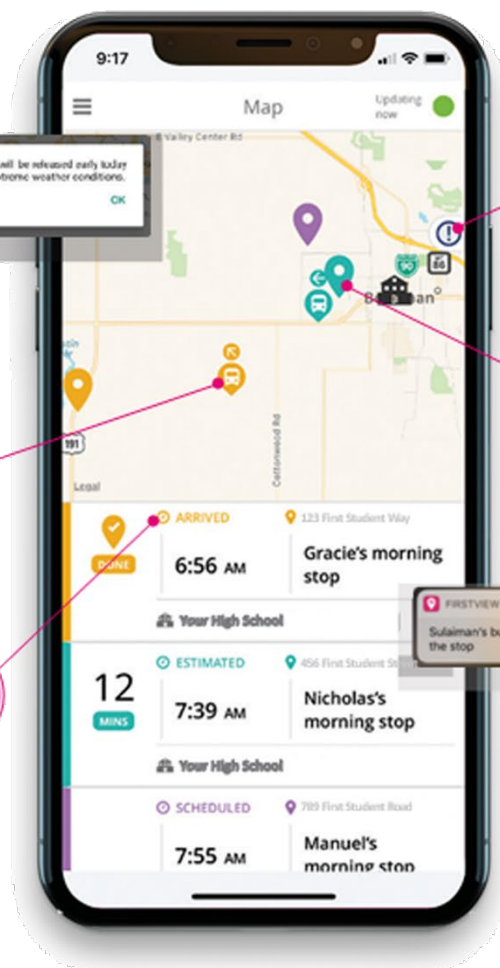 9:17
Map
Updating
now
E Valley Center Rd
will be released early today
xtreme weather conditions.
OK
90
86
191
Cottonwood Rd
Legal
DONE
ARRIVED
123 First Student Way
6:56 AM
Gracie's morning
stop
Your High School
FIRSTVIEW
Sulaiman's bu
the stop
12
MINS
ESTIMATED
456 First Student St
7:39 AM
Nicholas's
morning stop
Your High School
SCHEDULED
789 First Student Road
7:55 AM
Manuel's
morning stop